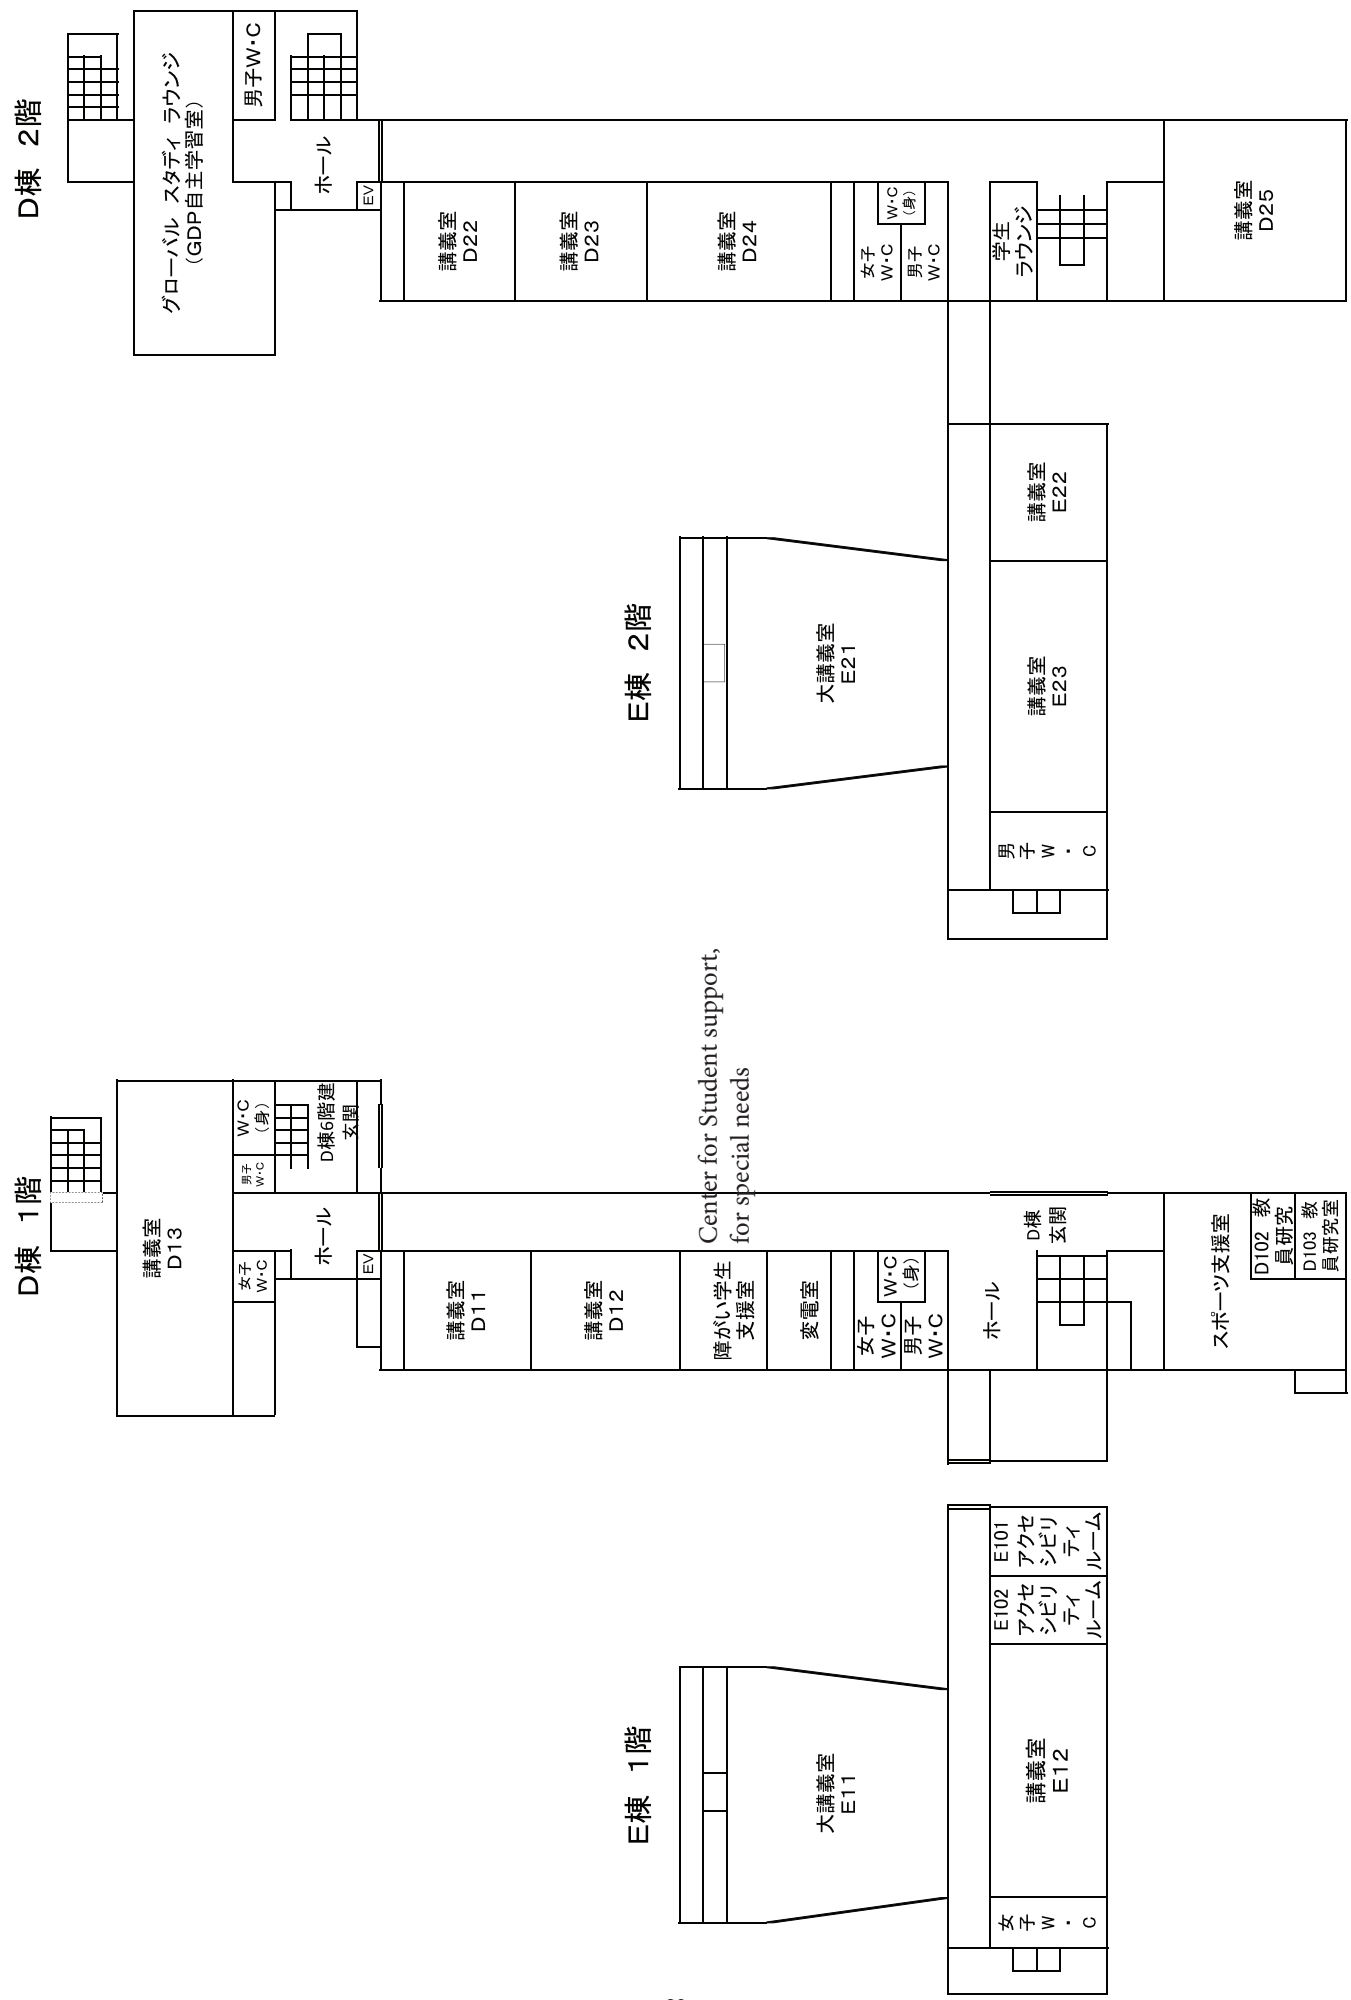 D棟 2階
グローバル スタディ ラウンジ
（GDP自主学習室）
男子W・C
ホール
EV
講義室
D22
講義室
D23
講義室
D24
女子
W・C
W・C
（身）
男子
W・C
学生
ラウンジ
講義室
D25
E棟 2階
大講義室
E21
講義室
E22
講義室
E23
男子W・C
D棟 1階
講義室
D13
W・C
（身）
男子
W・C
女子
W・C
D棟6階建
玄関
ホール
EV
講義室
D11
講義室
D12
Center for Student support,
for special needs
障がい学生
支援室
変電室
女子
W・C
W・C
（身）
男子
W・C
ホール
D棟
玄関
スポーツ支援室
D102 教
員研究
D103 教
員研究室
E棟 1階
大講義室
E11
E101
アクセ
シビリ
ティ
ルーム
E102
アクセ
シビリ
ティ
ルーム
講義室
E12
女子W・C